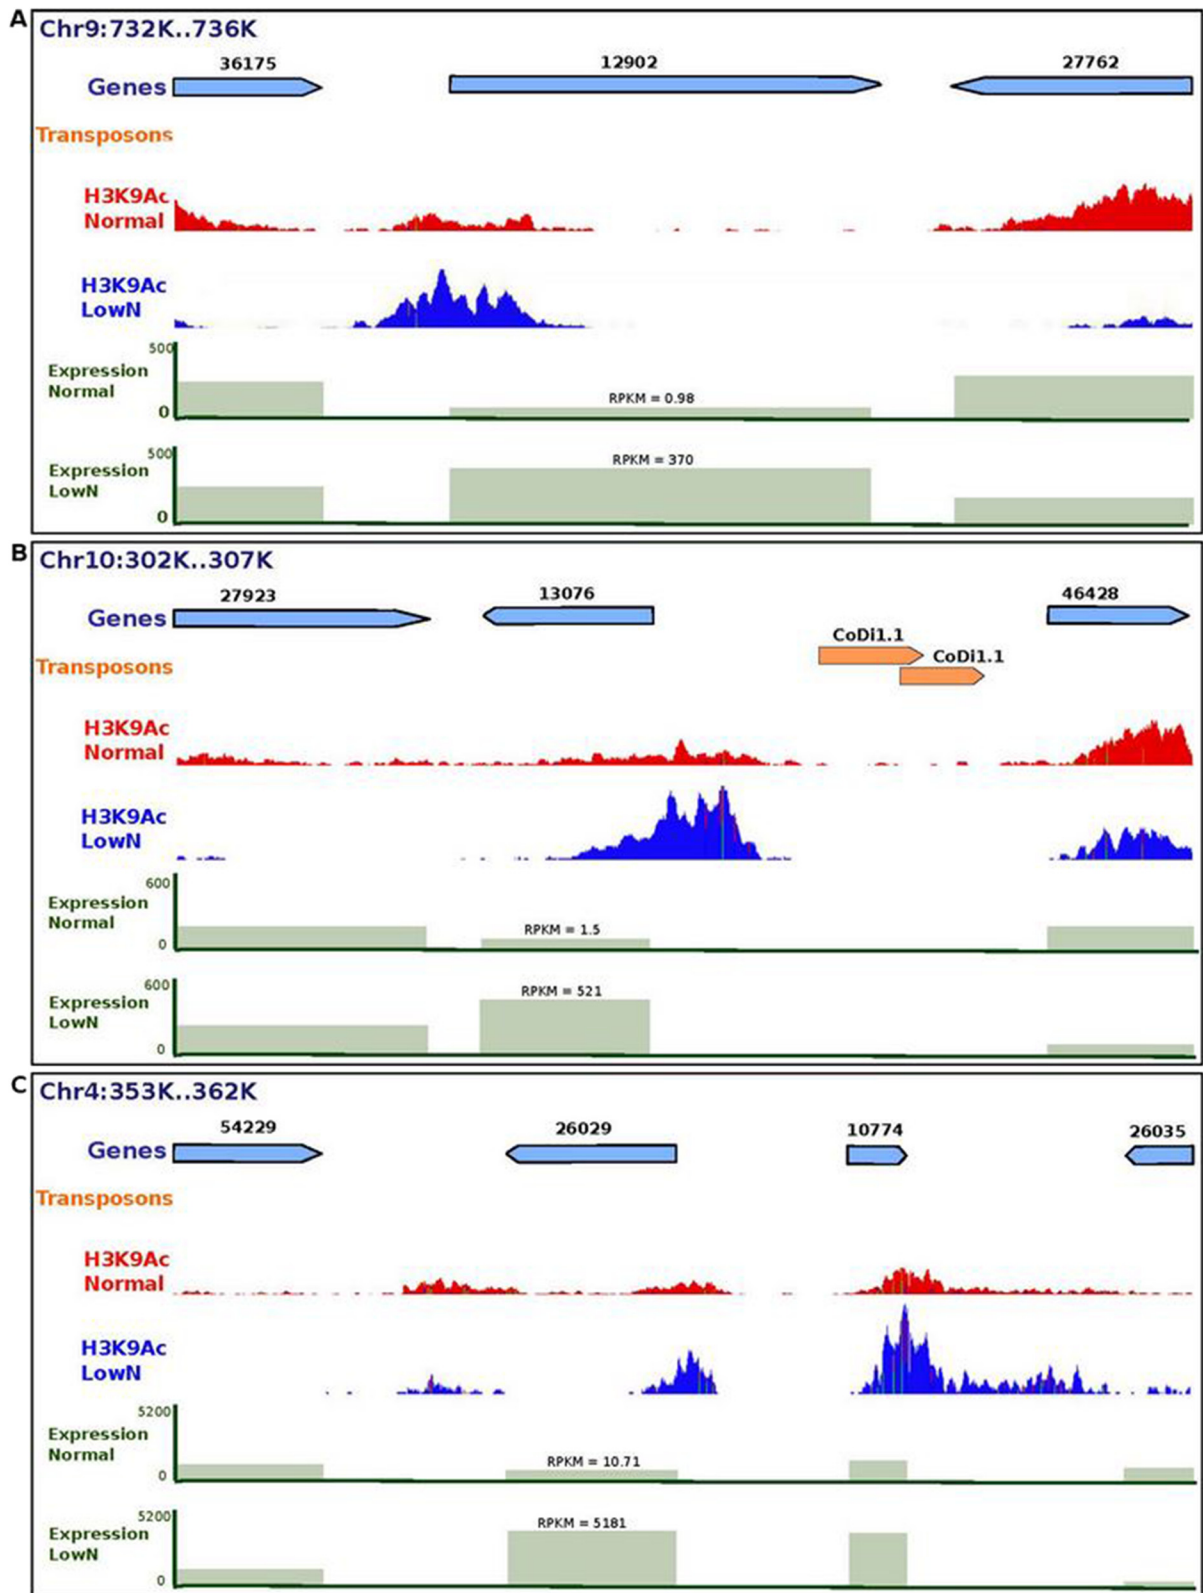 A
Chr9:732K..736K
36175 12902 27762
Genes
Transposons
H3K9Ac
Normal
H3K9Ac
LowN
500
Expression
Normal
RPKM = 0.98
0
500
Expression
LowN
RPKM = 370
0
B
Chr10:302K..307K
27923 13076 46428
Genes
CoDi1.1
CoDi1.1
Transposons
H3K9Ac
Normal
H3K9Ac
LowN
600
Expression
Normal
RPKM = 1.5
0
600
Expression
LowN
RPKM = 521
0
C
Chr4:353K..362K
54229 26029 10774 26035
Genes
Transposons
H3K9Ac
Normal
H3K9Ac
LowN
5200
Expression
Normal
RPKM = 10.71
0
5200
Expression
LowN
RPKM = 5181
0